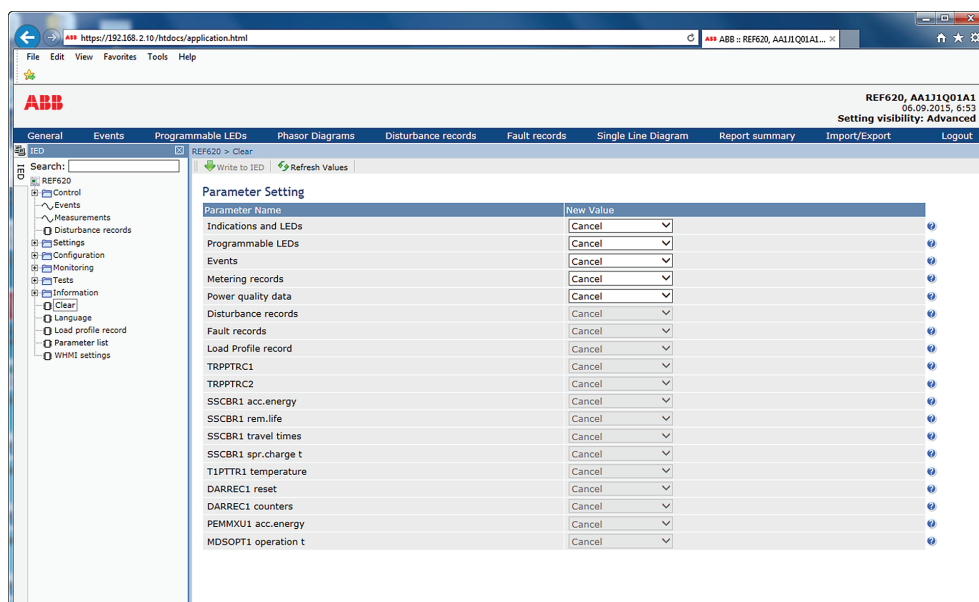 https://192.168.2.10/htdocs/application.html
ABB :: REF620, AA1J1Q01A1...
File Edit View Favorites Tools Help
ABB
REF620, AA1J1Q01A1
06.09.2015, 6:53
Setting visibility: Advanced
General Events Programmable LEDs Phasor Diagrams Disturbance records Fault records Single Line Diagram Report summary Import/Export Logout
IED
REF620 > Clear
IED
Search:
Write to IED Refresh Values
REF620
Control
Events
Measurements
Disturbance records
Settings
Configuration
Monitoring
Tests
Information
Clear
Language
Load profile record
Parameter list
WHMI settings
Parameter Setting
Parameter Name New Value
Indications and LEDs Cancel
Programmable LEDs Cancel
Events Cancel
Metering records Cancel
Power quality data Cancel
Disturbance records Cancel
Fault records Cancel
Load Profile record Cancel
TRPPTRC1 Cancel
TRPPTRC2 Cancel
SSCBR1 acc.energy Cancel
SSCBR1 rem.life Cancel
SSCBR1 travel times Cancel
SSCBR1 spr.charge t Cancel
T1PTTR1 temperature Cancel
DARREC1 reset Cancel
DARREC1 counters Cancel
PEMMXU1 acc.energy Cancel
MDSOPT1 operation t Cancel